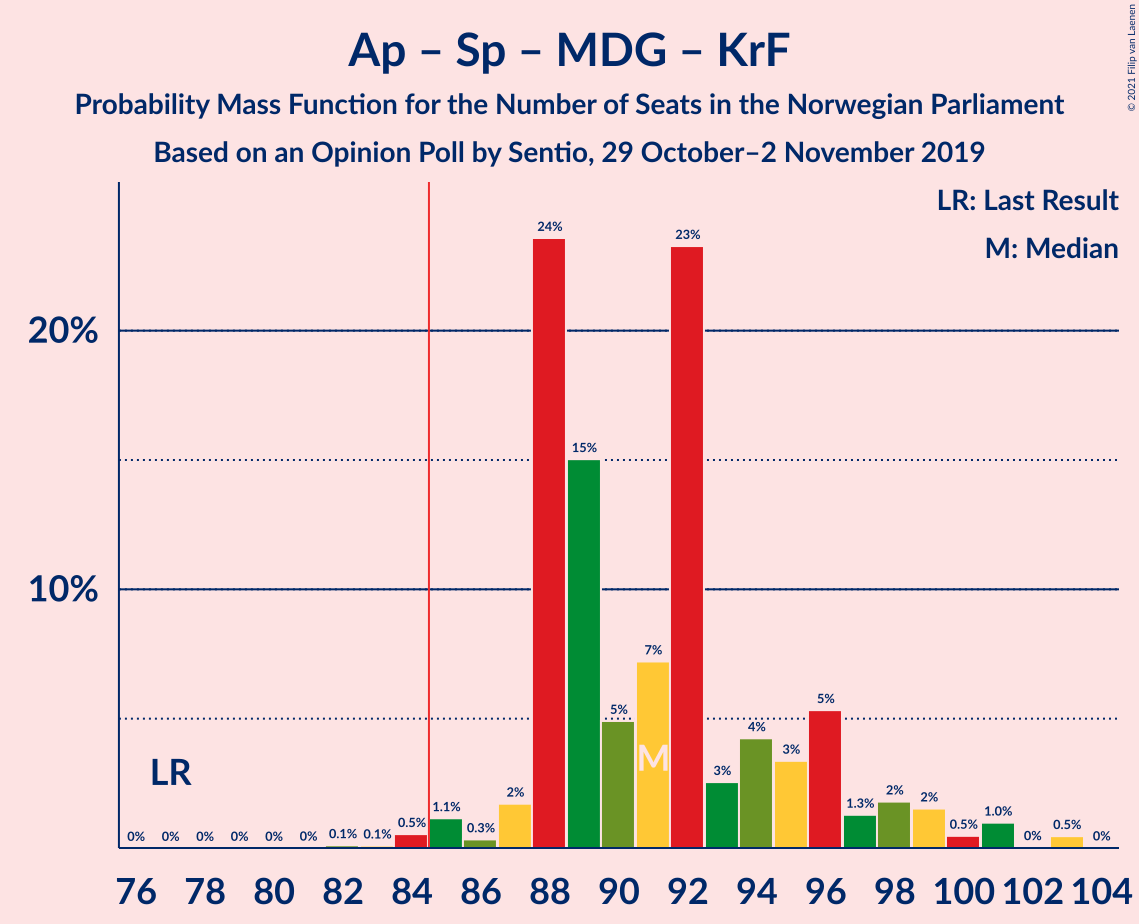 Ap – Sp – MDG – KrF
Probability Mass Function for the Number of Seats in the Norwegian Parliament
Based on an Opinion Poll by Sentio, 29 October–2 November 2019
© 2021 Filip van Laenen
LR: Last Result
M: Median
20%
10%
LR
M
0% 0% 0% 0% 0% 0% 0.1% 0.1% 0.5% 1.1% 0.3% 2% 24% 15% 5% 7% 23% 3% 4% 3% 5% 1.3% 2% 2% 0.5% 1.0% 0% 0.5% 0%
76 78 80 82 84 86 88 90 92 94 96 98 100 102 104